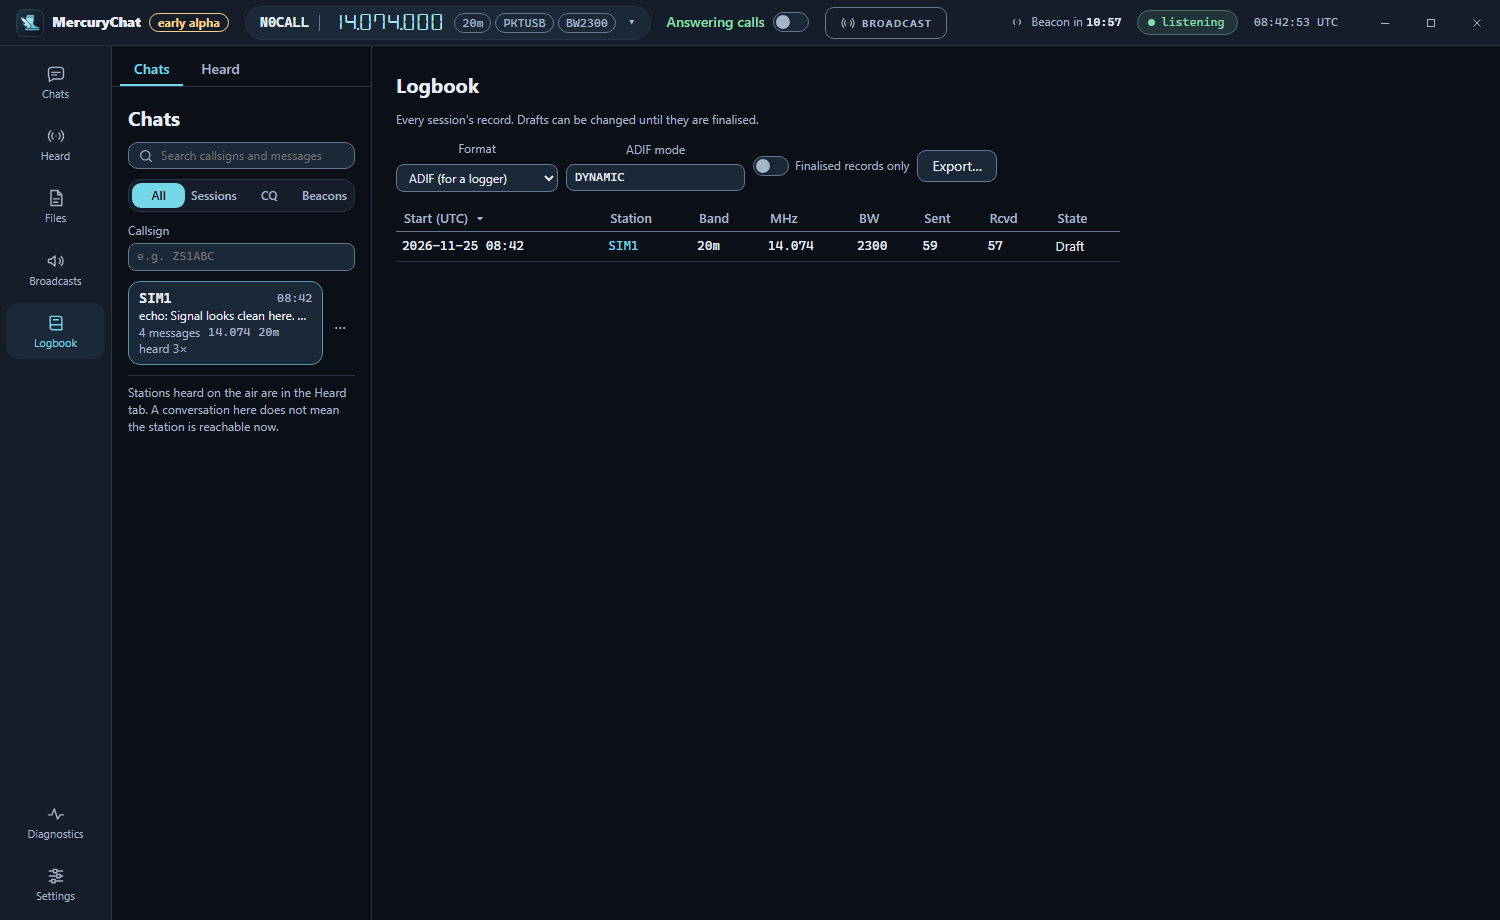 MercuryChat early alpha N0CALL 14.074.000 20m PKTUSB BW2300 Answering calls BROADCAST Beacon in 10:57 listening 08:42:53 UTC
Chats
Heard
Files
Broadcasts
Logbook
Diagnostics
Settings
Chats Heard
Chats
Search callsigns and messages
All Sessions CQ Beacons
Callsign
e.g. ZS1ABC
SIM1 08:42
echo: Signal looks clean here. ...
4 messages 14.074 20m
heard 3×
...
Stations heard on the air are in the Heard
tab. A conversation here does not mean
the station is reachable now.
Logbook
Every session's record. Drafts can be changed until they are finalised.
Format ADIF mode
ADIF (for a logger) DYNAMIC Finalised records only Export...
Start (UTC) Station Band MHz BW Sent Rcvd State
2026-11-25 08:42 SIM1 20m 14.074 2300 59 57 Draft